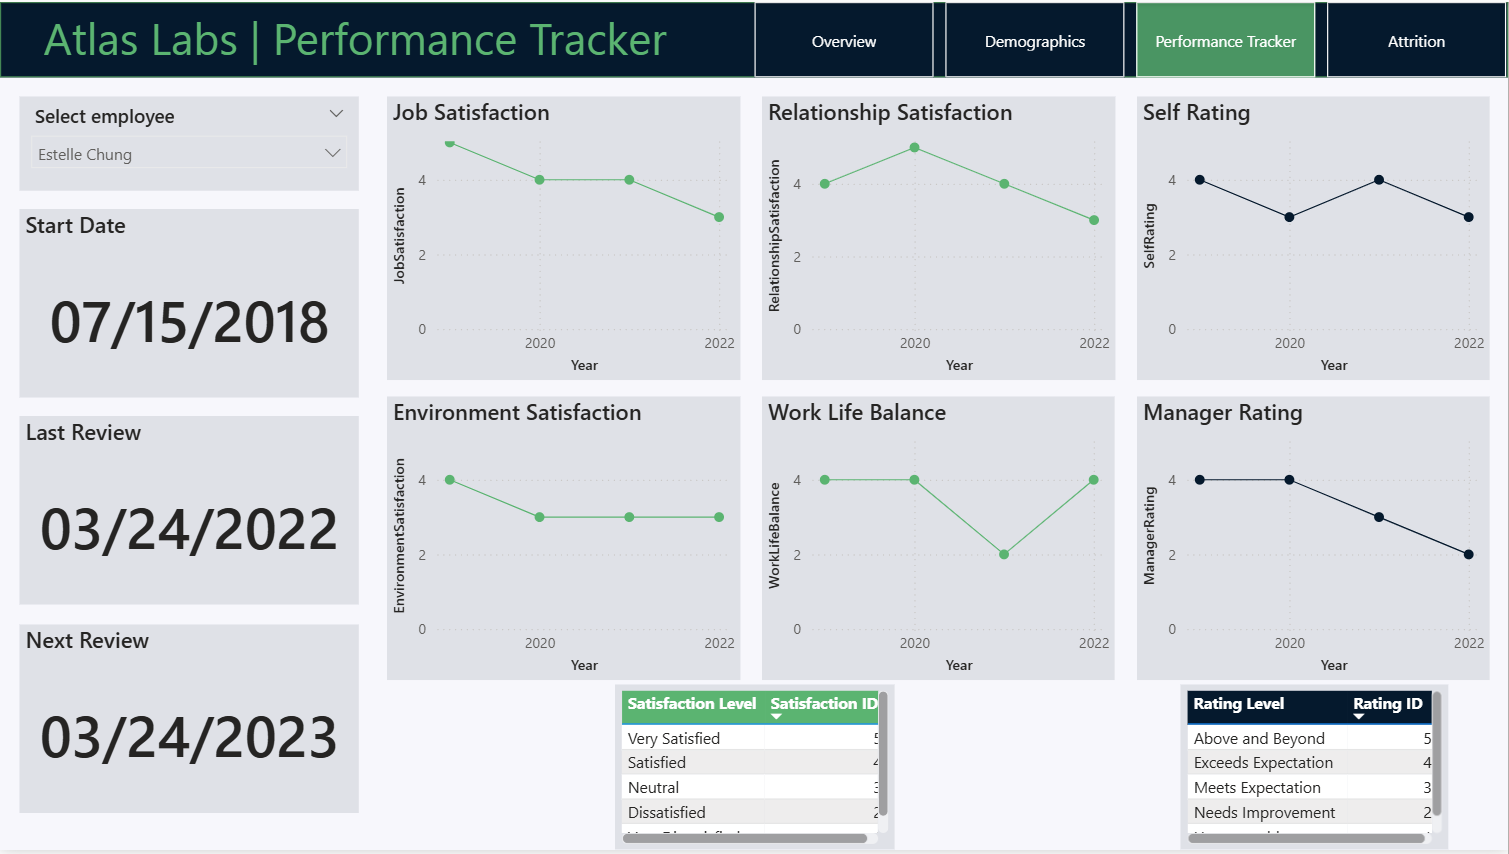 Atlas Labs | Performance Tracker
Overview
Demographics
Performance Tracker
Attrition
Select employee
Estelle Chung
Start Date
07/15/2018
Last Review
03/24/2022
Next Review
03/24/2023
Job Satisfaction
JobSatisfaction
4
2
0
2020
2022
Year
Relationship Satisfaction
RelationshipSatisfaction
4
2
0
2020
2022
Year
Self Rating
SelfRating
4
2
0
2020
2022
Year
Environment Satisfaction
EnvironmentSatisfaction
4
2
0
2020
2022
Year
Work Life Balance
WorkLifeBalance
4
2
0
2020
2022
Year
Manager Rating
ManagerRating
4
2
0
2020
2022
Year
Satisfaction Level Satisfaction ID
Very Satisfied 5
Satisfied 4
Neutral 3
Dissatisfied 2
Rating Level Rating ID
Above and Beyond 5
Exceeds Expectation 4
Meets Expectation 3
Needs Improvement 2